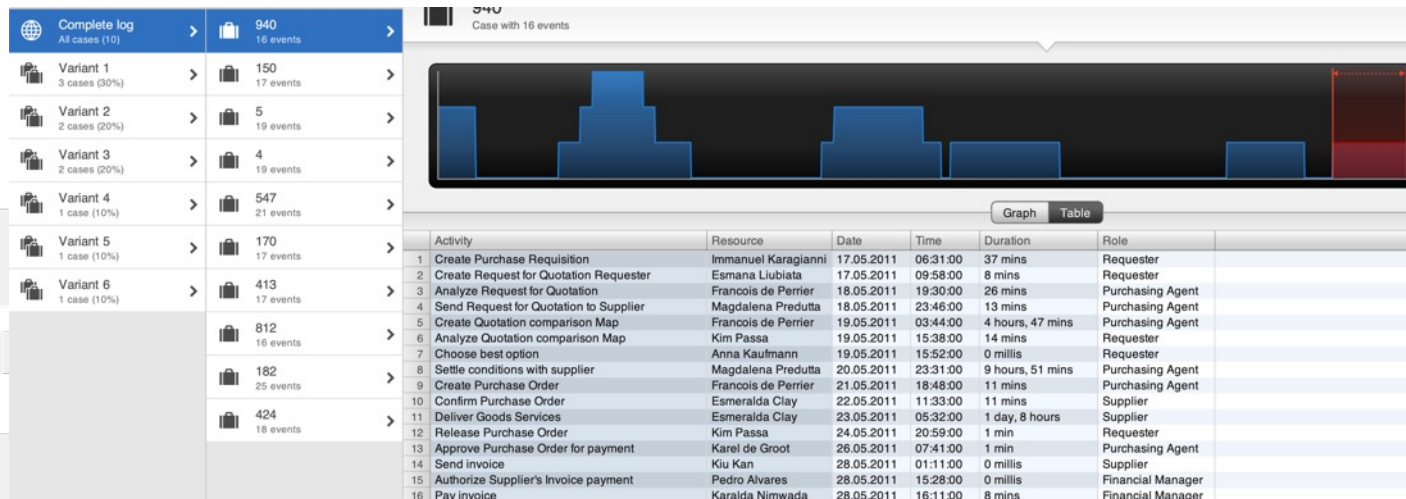 Complete log
All cases (10)
Variant 1
3 cases (30%)
Variant 2
2 cases (20%)
Variant 3
2 cases (20%)
Variant 4
1 case (10%)
Variant 5
1 case (10%)
Variant 6
1 case (10%)
940
16 events
150
17 events
5
19 events
4
19 events
547
21 events
170
17 events
413
17 events
812
16 events
182
25 events
424
18 events
940
Case with 16 events
Graph Table
Activity Resource Date Time Duration Role
1 Create Purchase Requisition Immanuel Karagianni 17.05.2011 06:31:00 37 mins Requester
2 Create Request for Quotation Requester Esmana Liubiata 17.05.2011 09:58:00 8 mins Requester
3 Analyze Request for Quotation Francois de Perrier 18.05.2011 19:30:00 26 mins Purchasing Agent
4 Send Request for Quotation to Supplier Magdalena Predutta 18.05.2011 23:46:00 13 mins Purchasing Agent
5 Create Quotation comparison Map Francois de Perrier 19.05.2011 03:44:00 4 hours, 47 mins Purchasing Agent
6 Analyze Quotation comparison Map Kim Passa 19.05.2011 15:38:00 14 mins Requester
7 Choose best option Anna Kaufmann 19.05.2011 15:52:00 0 millis Requester
8 Settle conditions with supplier Magdalena Predutta 20.05.2011 23:31:00 9 hours, 51 mins Purchasing Agent
9 Create Purchase Order Francois de Perrier 21.05.2011 18:48:00 11 mins Purchasing Agent
10 Confirm Purchase Order Esmeralda Clay 22.05.2011 11:33:00 11 mins Supplier
11 Deliver Goods Services Esmeralda Clay 23.05.2011 05:32:00 1 day, 8 hours Supplier
12 Release Purchase Order Kim Passa 24.05.2011 20:59:00 1 min Requester
13 Approve Purchase Order for payment Karel de Groot 26.05.2011 07:41:00 1 min Purchasing Agent
14 Send invoice Kiu Kan 28.05.2011 01:11:00 0 millis Supplier
15 Authorize Supplier's Invoice payment Pedro Alvares 28.05.2011 15:28:00 0 millis Financial Manager
16 Pay invoice Karalda Nimwada 28.05.2011 16:11:00 8 mins Financial Manager